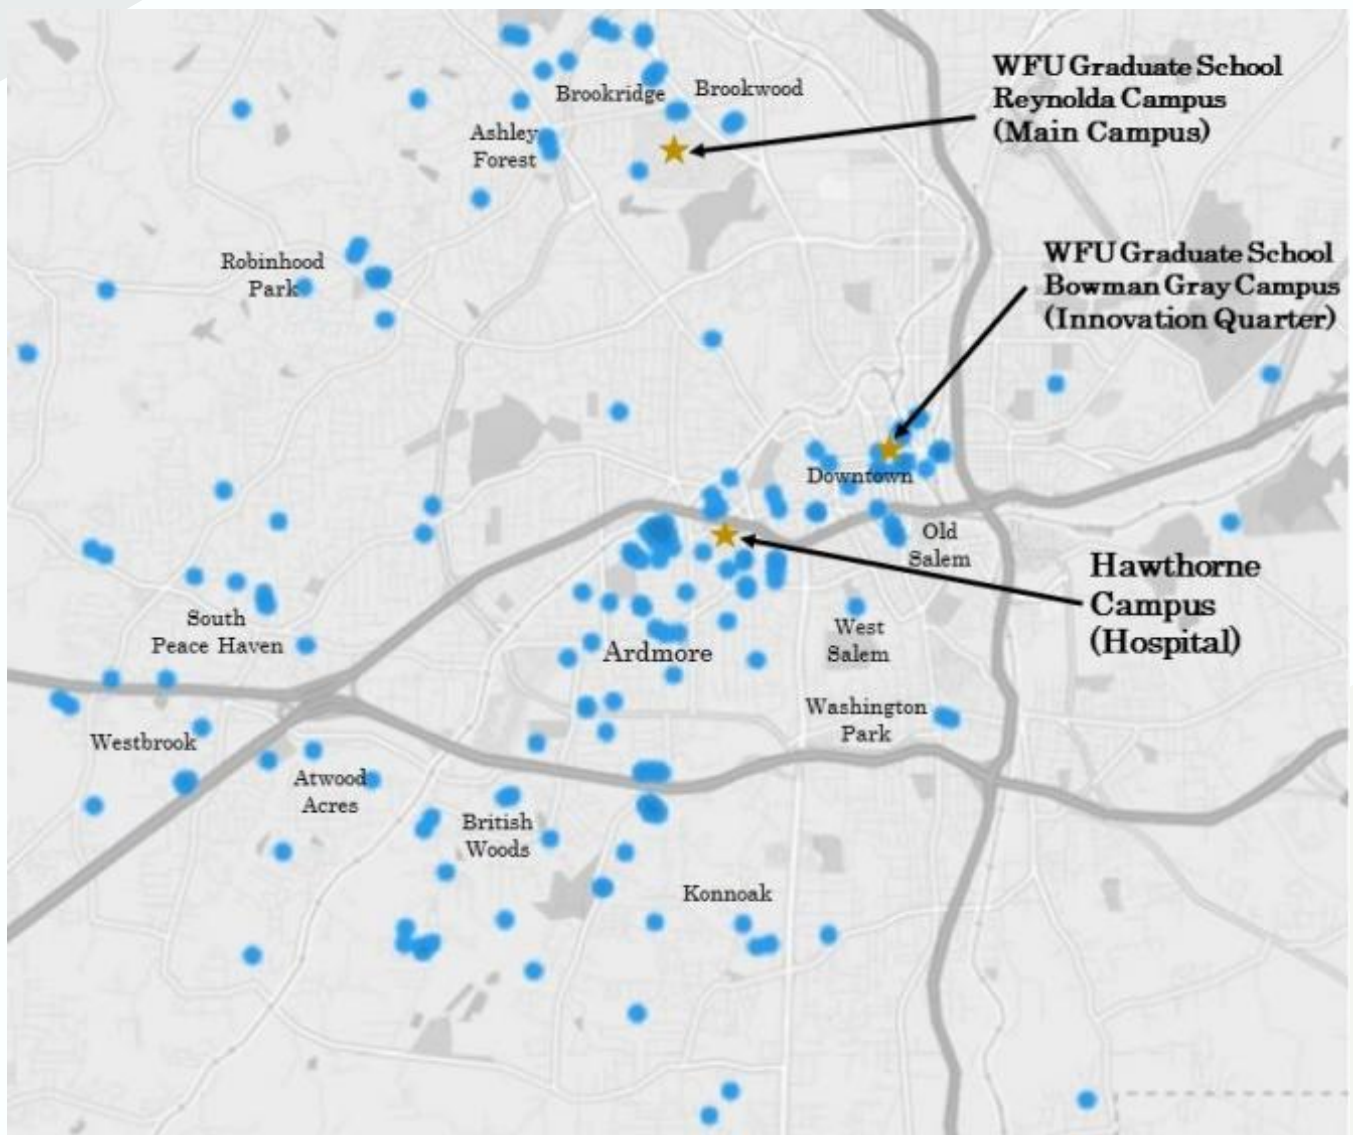 WFU Graduate School
Reynolda Campus
(Main Campus)
Brookridge
Brookwood
Ashley
Forest
WFU Graduate School
Bowman Gray Campus
(Innovation Quarter)
Robinhood
Park
Downtown
Old
Salem
Hawthorne
Campus
(Hospital)
South
Peace Haven
West
Salem
Ardmore
Washington
Park
Westbrook
Atwood
Acres
British
Woods
Konnoak